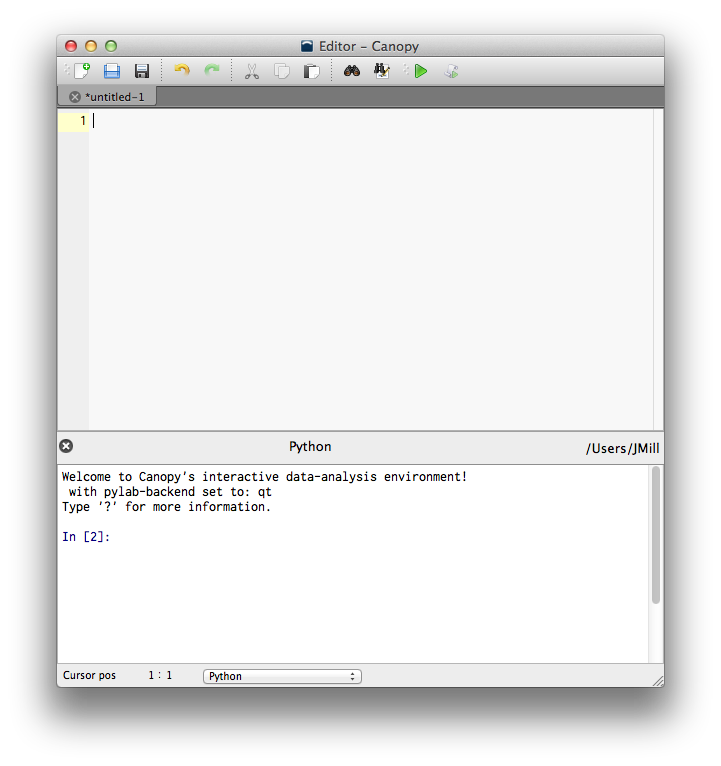 Editor – Canopy
*untitled-1
1
Python
/Users/JMill
Welcome to Canopy's interactive data-analysis environment!
with pylab-backend set to: qt
Type '?' for more information.
In [2]:
Cursor pos 1 : 1 Python